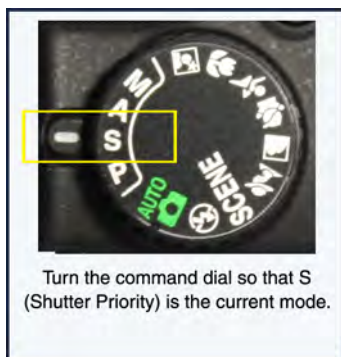 M
A
S
P
AUTO
SCENE
Turn the command dial so that S
(Shutter Priority) is the current mode.